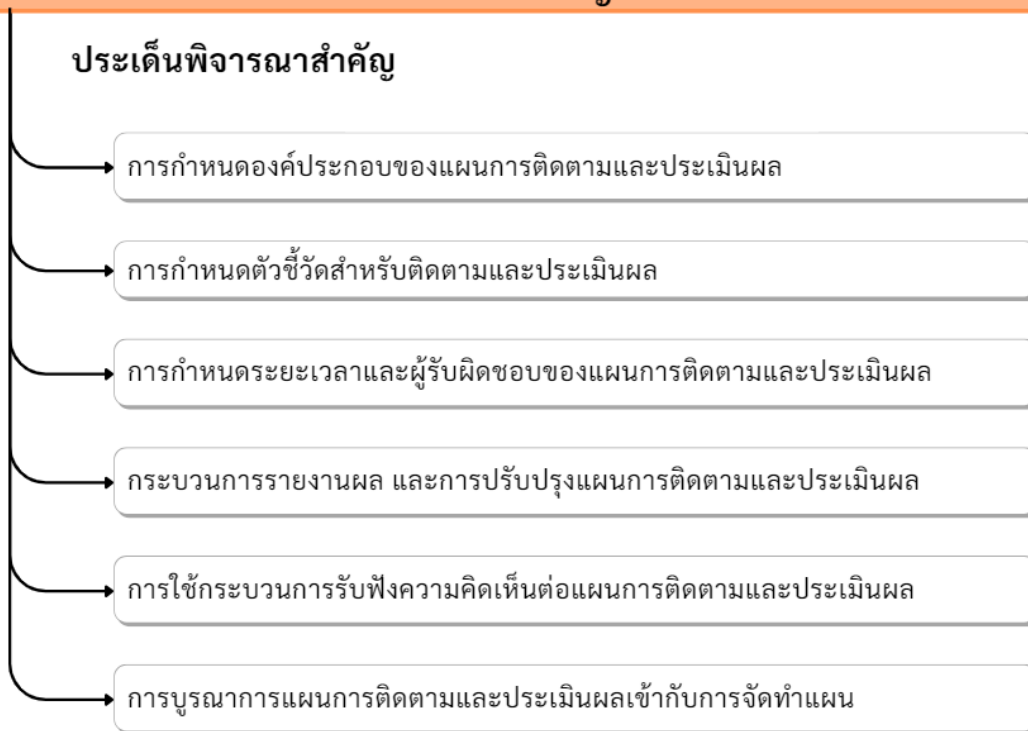 ประเด็นพิจารณาสำคัญ
การกำหนดองค์ประกอบของแผนการติดตามและประเมินผล
การกำหนดตัวชี้วัดสำหรับติดตามและประเมินผล
การกำหนดระยะเวลาและผู้รับผิดชอบของแผนการติดตามและประเมินผล
กระบวนการรายงานผล และการปรับปรุงแผนการติดตามและประเมินผล
การใช้กระบวนการรับฟังความคิดเห็นต่อแผนการติดตามและประเมินผล
การบูรณาการแผนการติดตามและประเมินผลเข้ากับการจัดทำแผน